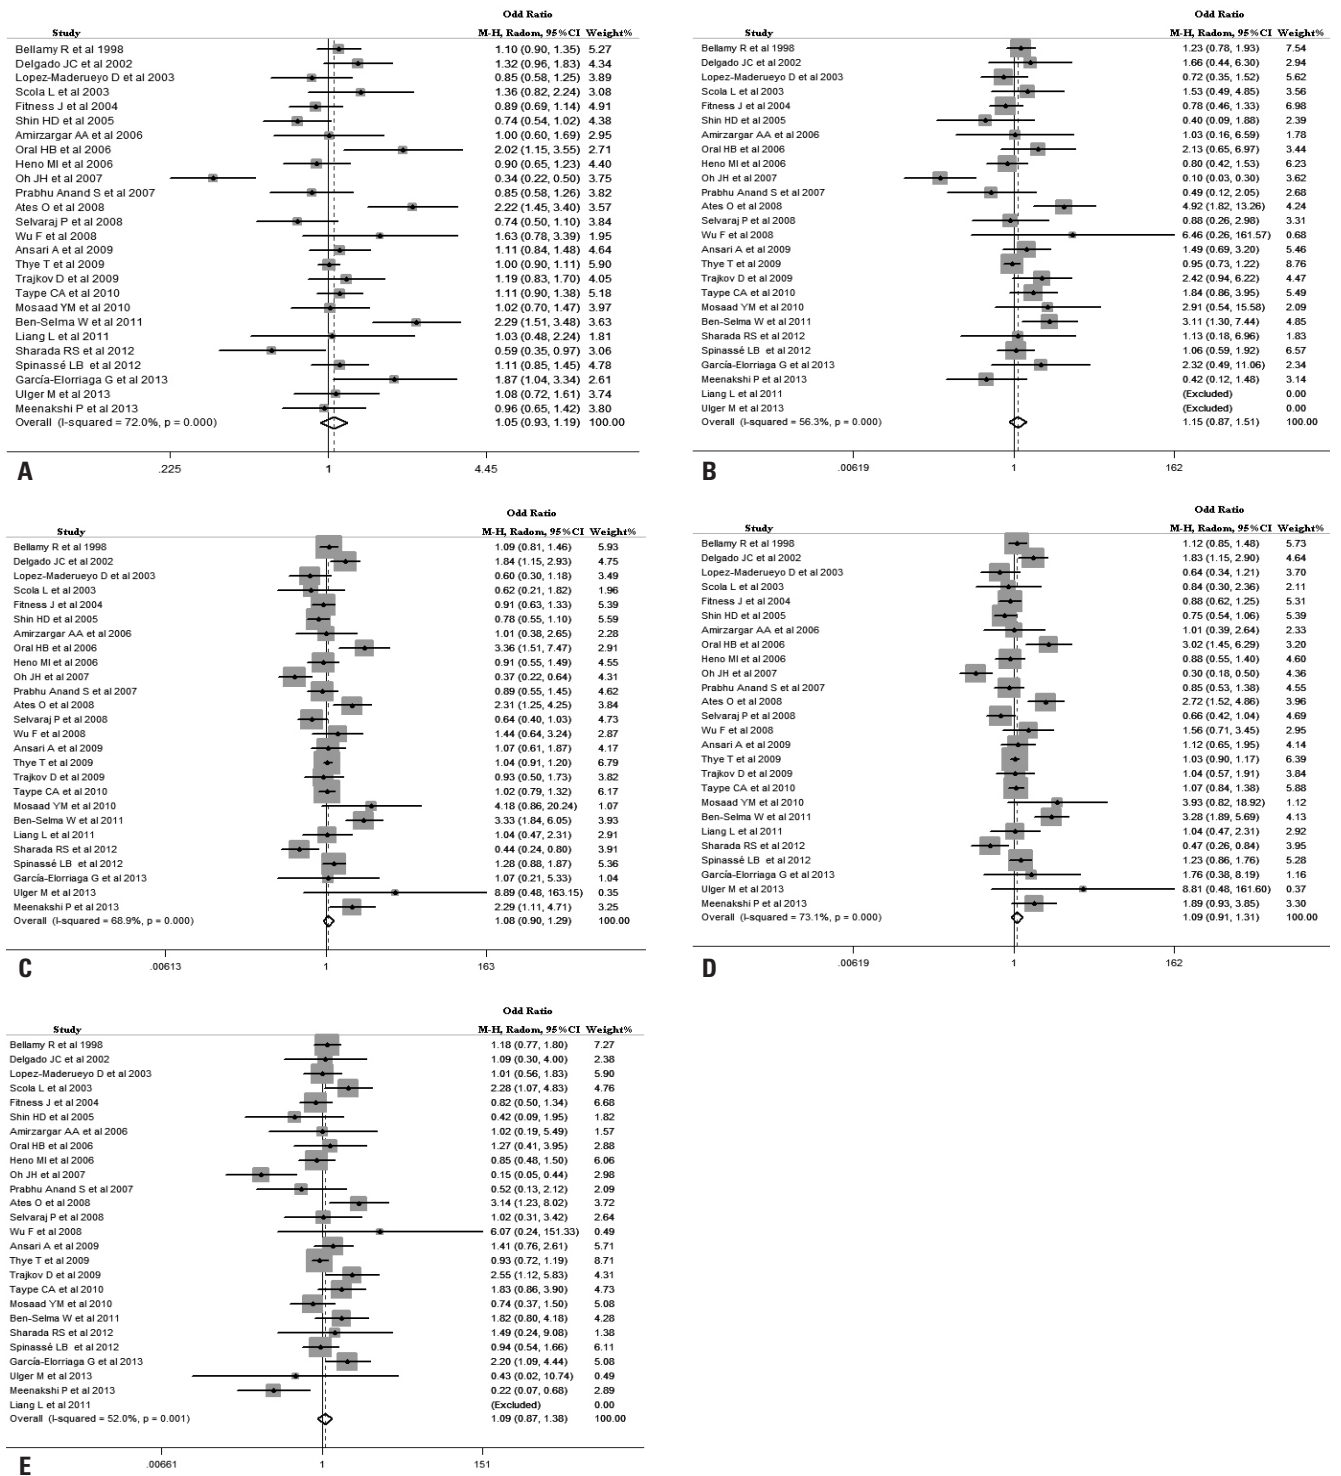 Odd Ratio
Study M-H, Radom, 95%CI Weight%
Bellamy R et al 1998 1.10 (0.90, 1.35) 5.27
Delgado JC et al 2002 1.32 (0.96, 1.83) 4.34
Lopez-Maderueyo D et al 2003 0.85 (0.58, 1.25) 3.89
Scola L et al 2003 1.36 (0.82, 2.24) 3.08
Fitness J et al 2004 0.89 (0.69, 1.14) 4.91
Shin HD et al 2005 0.74 (0.54, 1.02) 4.38
Amirzargar AA et al 2006 1.00 (0.60, 1.69) 2.95
Oral HB et al 2006 2.02 (1.15, 3.55) 2.71
Heno MI et al 2006 0.90 (0.65, 1.23) 4.40
Oh JH et al 2007 0.34 (0.22, 0.50) 3.75
Prabhu Anand S et al 2007 0.85 (0.58, 1.26) 3.82
Ates O et al 2008 2.22 (1.45, 3.40) 3.57
Selvaraj P et al 2008 0.74 (0.50, 1.10) 3.84
Wu F et al 2008 1.63 (0.78, 3.39) 1.95
Ansari A et al 2009 1.11 (0.84, 1.48) 4.64
Thye T et al 2009 1.00 (0.90, 1.11) 5.90
Trajkov D et al 2009 1.19 (0.83, 1.70) 4.05
Taype CA et al 2010 1.11 (0.90, 1.38) 5.18
Mosaad YM et al 2010 1.02 (0.70, 1.47) 3.97
Ben-Selma W et al 2011 2.29 (1.51, 3.48) 3.63
Liang L et al 2011 1.03 (0.48, 2.24) 1.81
Sharada RS et al 2012 0.59 (0.35, 0.97) 3.06
Spinassé LB et al 2012 1.11 (0.85, 1.45) 4.78
García-Elorriaga G et al 2013 1.87 (1.04, 3.34) 2.61
Ulger M et al 2013 1.08 (0.72, 1.61) 3.74
Meenakshi P et al 2013 0.96 (0.65, 1.42) 3.80
Overall (I-squared = 72.0%, p = 0.000) 1.05 (0.93, 1.19) 100.00
A
.225 1 4.45
Odd Ratio
Study M-H, Radom, 95%CI Weight%
Bellamy R et al 1998 1.23 (0.78, 1.93) 7.54
Delgado JC et al 2002 1.66 (0.44, 6.30) 2.94
Lopez-Maderueyo D et al 2003 0.72 (0.35, 1.52) 5.62
Scola L et al 2003 1.53 (0.49, 4.85) 3.56
Fitness J et al 2004 0.78 (0.46, 1.33) 6.98
Shin HD et al 2005 0.40 (0.09, 1.88) 2.39
Amirzargar AA et al 2006 1.03 (0.16, 6.59) 1.78
Oral HB et al 2006 2.13 (0.65, 6.97) 3.44
Heno MI et al 2006 0.80 (0.42, 1.53) 6.23
Oh JH et al 2007 0.10 (0.03, 0.30) 3.62
Prabhu Anand S et al 2007 0.49 (0.12, 2.05) 2.68
Ates O et al 2008 4.92 (1.82, 13.26) 4.24
Selvaraj P et al 2008 0.88 (0.26, 2.98) 3.31
Wu F et al 2008 6.46 (0.26, 161.57) 0.68
Ansari A et al 2009 1.49 (0.69, 3.20) 5.46
Thye T et al 2009 0.95 (0.73, 1.22) 8.76
Trajkov D et al 2009 2.42 (0.94, 6.22) 4.47
Taype CA et al 2010 1.84 (0.86, 3.95) 5.49
Mosaad YM et al 2010 2.91 (0.54, 15.58) 2.09
Ben-Selma W et al 2011 3.11 (1.30, 7.44) 4.85
Sharada RS et al 2012 1.13 (0.18, 6.96) 1.83
Spinassé LB et al 2012 1.06 (0.59, 1.92) 6.57
García-Elorriaga G et al 2013 2.32 (0.49, 11.06) 2.34
Meenakshi P et al 2013 0.42 (0.12, 1.48) 3.14
Liang L et al 2011 (Excluded) 0.00
Ulger M et al 2013 (Excluded) 0.00
Overall (I-squared = 56.3%, p = 0.000) 1.15 (0.87, 1.51) 100.00
B
.00619 1 162
Odd Ratio
Study M-H, Radom, 95%CI Weight%
Bellamy R et al 1998 1.09 (0.81, 1.46) 5.93
Delgado JC et al 2002 1.84 (1.15, 2.93) 4.75
Lopez-Maderueyo D et al 2003 0.60 (0.30, 1.18) 3.49
Scola L et al 2003 0.62 (0.21, 1.82) 1.96
Fitness J et al 2004 0.91 (0.63, 1.33) 5.39
Shin HD et al 2005 0.78 (0.55, 1.10) 5.59
Amirzargar AA et al 2006 1.01 (0.38, 2.65) 2.28
Oral HB et al 2006 3.36 (1.51, 7.47) 2.91
Heno MI et al 2006 0.91 (0.55, 1.49) 4.55
Oh JH et al 2007 0.37 (0.22, 0.64) 4.31
Prabhu Anand S et al 2007 0.89 (0.55, 1.45) 4.62
Ates O et al 2008 2.31 (1.25, 4.25) 3.84
Selvaraj P et al 2008 0.64 (0.40, 1.03) 4.73
Wu F et al 2008 1.44 (0.64, 3.24) 2.87
Ansari A et al 2009 1.07 (0.61, 1.87) 4.17
Thye T et al 2009 1.04 (0.91, 1.20) 6.79
Trajkov D et al 2009 0.93 (0.50, 1.73) 3.82
Taype CA et al 2010 1.02 (0.79, 1.32) 6.17
Mosaad YM et al 2010 4.18 (0.86, 20.24) 1.07
Ben-Selma W et al 2011 3.33 (1.84, 6.05) 3.93
Liang L et al 2011 1.04 (0.47, 2.31) 2.91
Sharada RS et al 2012 0.44 (0.24, 0.80) 3.91
Spinassé LB et al 2012 1.28 (0.88, 1.87) 5.36
García-Elorriaga G et al 2013 1.07 (0.21, 5.33) 1.04
Ulger M et al 2013 8.89 (0.48, 163.15) 0.35
Meenakshi P et al 2013 2.29 (1.11, 4.71) 3.25
Overall (I-squared = 68.9%, p = 0.000) 1.08 (0.90, 1.29) 100.00
C
.00613 1 163
Odd Ratio
Study M-H, Radom, 95%CI Weight%
Bellamy R et al 1998 1.12 (0.85, 1.48) 5.73
Delgado JC et al 2002 1.83 (1.15, 2.90) 4.64
Lopez-Maderueyo D et al 2003 0.64 (0.34, 1.21) 3.70
Scola L et al 2003 0.84 (0.30, 2.36) 2.11
Fitness J et al 2004 0.88 (0.62, 1.25) 5.31
Shin HD et al 2005 0.75 (0.54, 1.06) 5.39
Amirzargar AA et al 2006 1.01 (0.39, 2.64) 2.33
Oral HB et al 2006 3.02 (1.45, 6.29) 3.20
Heno MI et al 2006 0.88 (0.55, 1.40) 4.60
Oh JH et al 2007 0.30 (0.18, 0.50) 4.36
Prabhu Anand S et al 2007 0.85 (0.53, 1.38) 4.55
Ates O et al 2008 2.72 (1.52, 4.86) 3.96
Selvaraj P et al 2008 0.66 (0.42, 1.04) 4.69
Wu F et al 2008 1.56 (0.71, 3.45) 2.95
Ansari A et al 2009 1.12 (0.65, 1.95) 4.14
Thye T et al 2009 1.03 (0.90, 1.17) 6.39
Trajkov D et al 2009 1.04 (0.57, 1.91) 3.84
Taype CA et al 2010 1.07 (0.84, 1.38) 5.88
Mosaad YM et al 2010 3.93 (0.82, 18.92) 1.12
Ben-Selma W et al 2011 3.28 (1.89, 5.69) 4.13
Liang L et al 2011 1.04 (0.47, 2.31) 2.92
Sharada RS et al 2012 0.47 (0.26, 0.84) 3.95
Spinassé LB et al 2012 1.23 (0.86, 1.76) 5.28
García-Elorriaga G et al 2013 1.76 (0.38, 8.19) 1.16
Ulger M et al 2013 8.81 (0.48, 161.60) 0.37
Meenakshi P et al 2013 1.89 (0.93, 3.85) 3.30
Overall (I-squared = 73.1%, p = 0.000) 1.09 (0.91, 1.31) 100.00
D
.00619 1 162
Odd Ratio
Study M-H, Radom, 95%CI Weight%
Bellamy R et al 1998 1.18 (0.77, 1.80) 7.27
Delgado JC et al 2002 1.09 (0.30, 4.00) 2.38
Lopez-Maderueyo D et al 2003 1.01 (0.56, 1.83) 5.90
Scola L et al 2003 2.28 (1.07, 4.83) 4.76
Fitness J et al 2004 0.82 (0.50, 1.34) 6.68
Shin HD et al 2005 0.42 (0.09, 1.95) 1.82
Amirzargar AA et al 2006 1.02 (0.19, 5.49) 1.57
Oral HB et al 2006 1.27 (0.41, 3.95) 2.88
Heno MI et al 2006 0.85 (0.48, 1.50) 6.06
Oh JH et al 2007 0.15 (0.05, 0.44) 2.98
Prabhu Anand S et al 2007 0.52 (0.13, 2.12) 2.09
Ates O et al 2008 3.14 (1.23, 8.02) 3.72
Selvaraj P et al 2008 1.02 (0.31, 3.42) 2.64
Wu F et al 2008 6.07 (0.24, 151.33) 0.49
Ansari A et al 2009 1.41 (0.76, 2.61) 5.71
Thye T et al 2009 0.93 (0.72, 1.19) 8.71
Trajkov D et al 2009 2.55 (1.12, 5.83) 4.31
Taype CA et al 2010 1.83 (0.86, 3.90) 4.73
Mosaad YM et al 2010 0.74 (0.37, 1.50) 5.08
Ben-Selma W et al 2011 1.82 (0.80, 4.18) 4.28
Sharada RS et al 2012 1.49 (0.24, 9.08) 1.38
Spinassé LB et al 2012 0.94 (0.54, 1.66) 6.11
García-Elorriaga G et al 2013 2.20 (1.09, 4.44) 5.08
Ulger M et al 2013 0.43 (0.02, 10.74) 0.49
Meenakshi P et al 2013 0.22 (0.07, 0.68) 2.89
Liang L et al 2011 (Excluded) 0.00
Overall (I-squared = 52.0%, p = 0.001) 1.09 (0.87, 1.38) 100.00
E
.00661 1 151